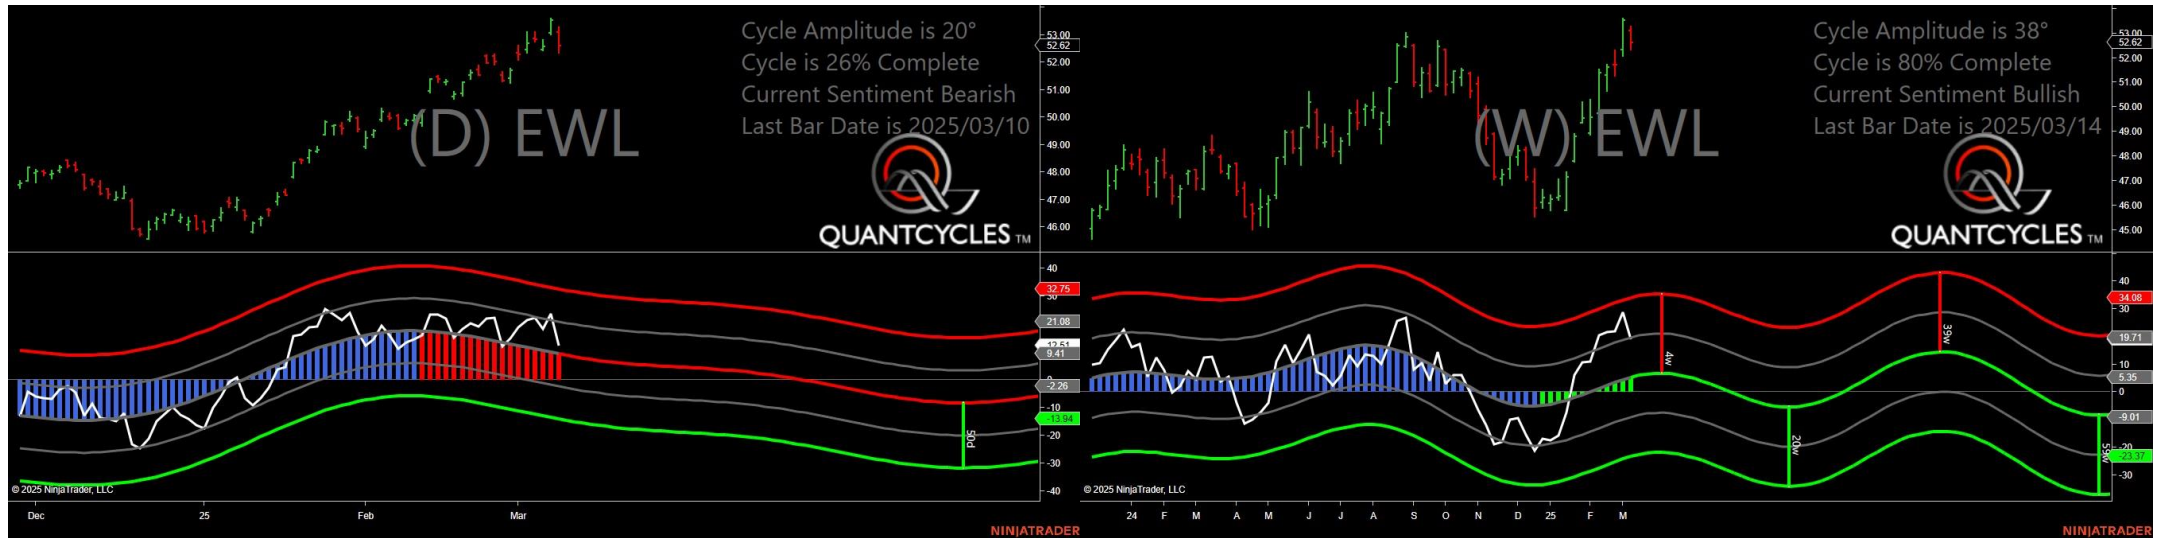 Cycle Amplitude is 20°
Cycle is 26% Complete
Current Sentiment Bearish
Last Bar Date is 2025/03/10
(D) EWL
QUANTCYCLES TM
53.00
52.62
52.00
51.00
50.00
49.00
48.00
47.00
46.00
40
32.75
30
21.08
9.41
-2.26
-10
-13.94
-20
-30
-40
50d
© 2025 NinjaTrader, LLC
Dec 25 Feb Mar
NINJATRADER
Cycle Amplitude is 38°
Cycle is 80% Complete
Current Sentiment Bullish
Last Bar Date is 2025/03/14
(W) EWL
QUANTCYCLES TM
53.00
52.62
52.00
51.00
50.00
49.00
48.00
47.00
46.00
45.00
40
34.08
30
19.71
10
5.35
0
-9.01
-20
-23.37
-30
4w
20w
39w
© 2025 NinjaTrader, LLC
24 F M A M J J A S O N D 25 F M
NINJATRADER